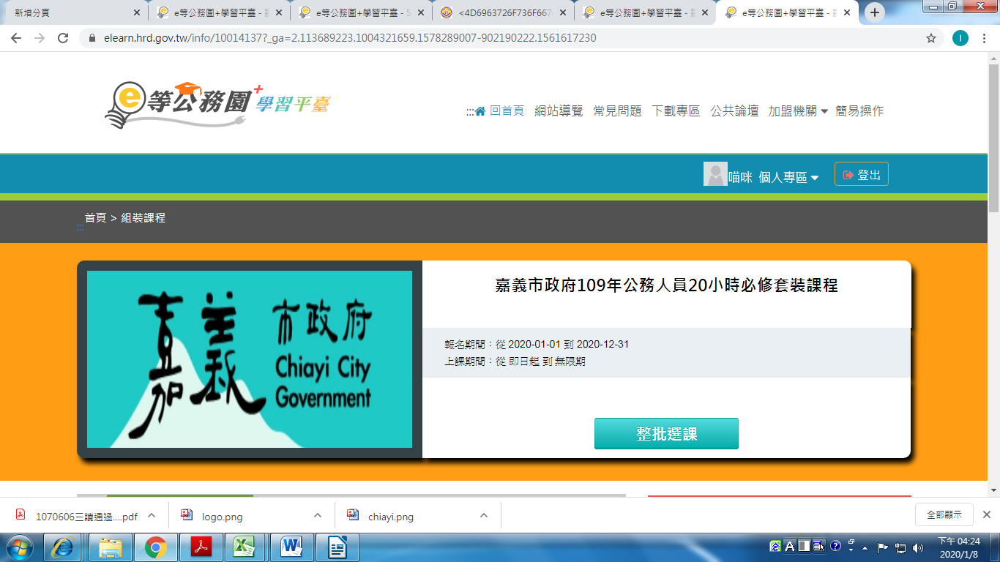 新增分頁
e等公務園+學習平臺 -
e等公務園+學習平臺 - 5
<4D6963726F736F667
e等公務園+學習平臺 -
e等公務園+學習平臺 -
elearn.hrd.gov.tw/info/10014137?_ga=2.113689223.1004321659.1578289007-902190222.1561617230
I
e等公務園+學習平臺
:::回首頁 網站導覽 常見問題 下載專區 公共論壇 加盟機關 簡易操作
喵咪 個人專區 登出
首頁 > 組裝課程
:::
嘉義市政府
Chiayi City
Government
嘉義市政府109年公務人員20小時必修套裝課程
報名期間：從 2020-01-01 到 2020-12-31
上課期間：從 即日起 到 無限期
整批選課
1070606三讀通過....pdf
logo.png
chiayi.png
全部顯示
A
下午 04:24
2020/1/8